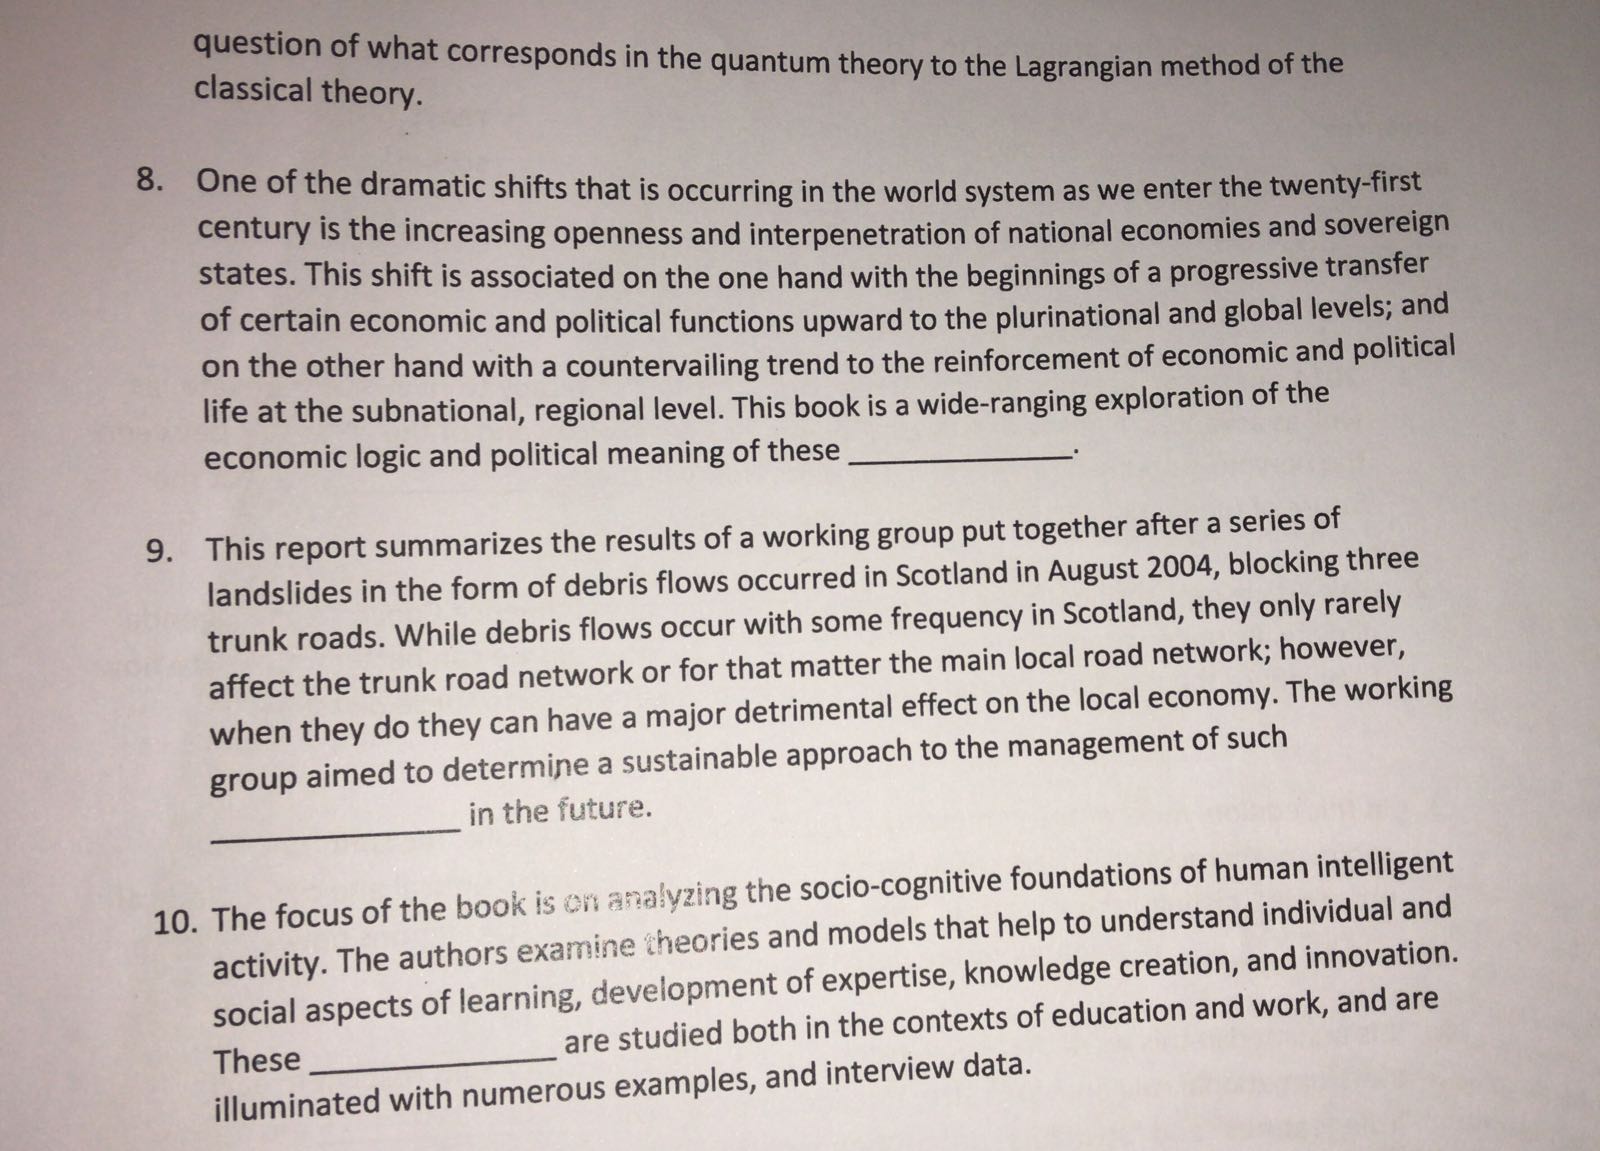 question of what corresponds in the quantum theory to the Lagrangian method of the
classical theory.
8. One of the dramatic shifts that is occurring in the world system as we enter the twenty-first
century is the increasing openness and interpenetration of national economies and sovereign
states. This shift is associated on the one hand with the beginnings of a progressive transfer
of certain economic and political functions upward to the plurinational and global levels; and
on the other hand with a countervailing trend to the reinforcement of economic and political
life at the subnational, regional level. This book is a wide-ranging exploration of the
economic logic and political meaning of these ______________.
9. This report summarizes the results of a working group put together after a series of
landslides in the form of debris flows occurred in Scotland in August 2004, blocking three
trunk roads. While debris flows occur with some frequency in Scotland, they only rarely
affect the trunk road network or for that matter the main local road network; however,
when they do they can have a major detrimental effect on the local economy. The working
group aimed to determine a sustainable approach to the management of such
________________ in the future.
10. The focus of the book is on analyzing the socio-cognitive foundations of human intelligent
activity. The authors examine theories and models that help to understand individual and
social aspects of learning, development of expertise, knowledge creation, and innovation.
These ________________ are studied both in the contexts of education and work, and are
illuminated with numerous examples, and interview data.